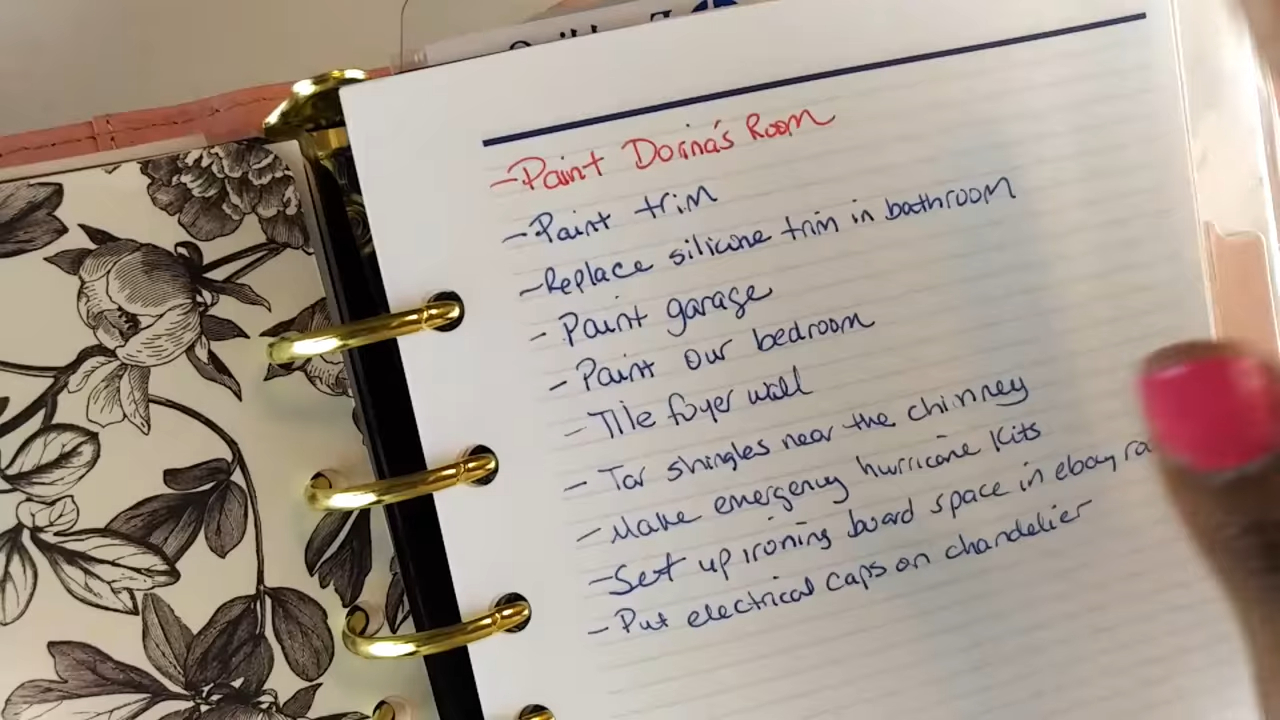 -Paint Dorina's Room
-Paint trim
-Replace silicone trim in bathroom
-Paint garage
-Paint our bedroom
-Tile foyer wall
-Tar shingles near the chimney
-Make emergency hurricane Kits
-Set up ironing board space in ebay
-Put electrical caps on chandelier